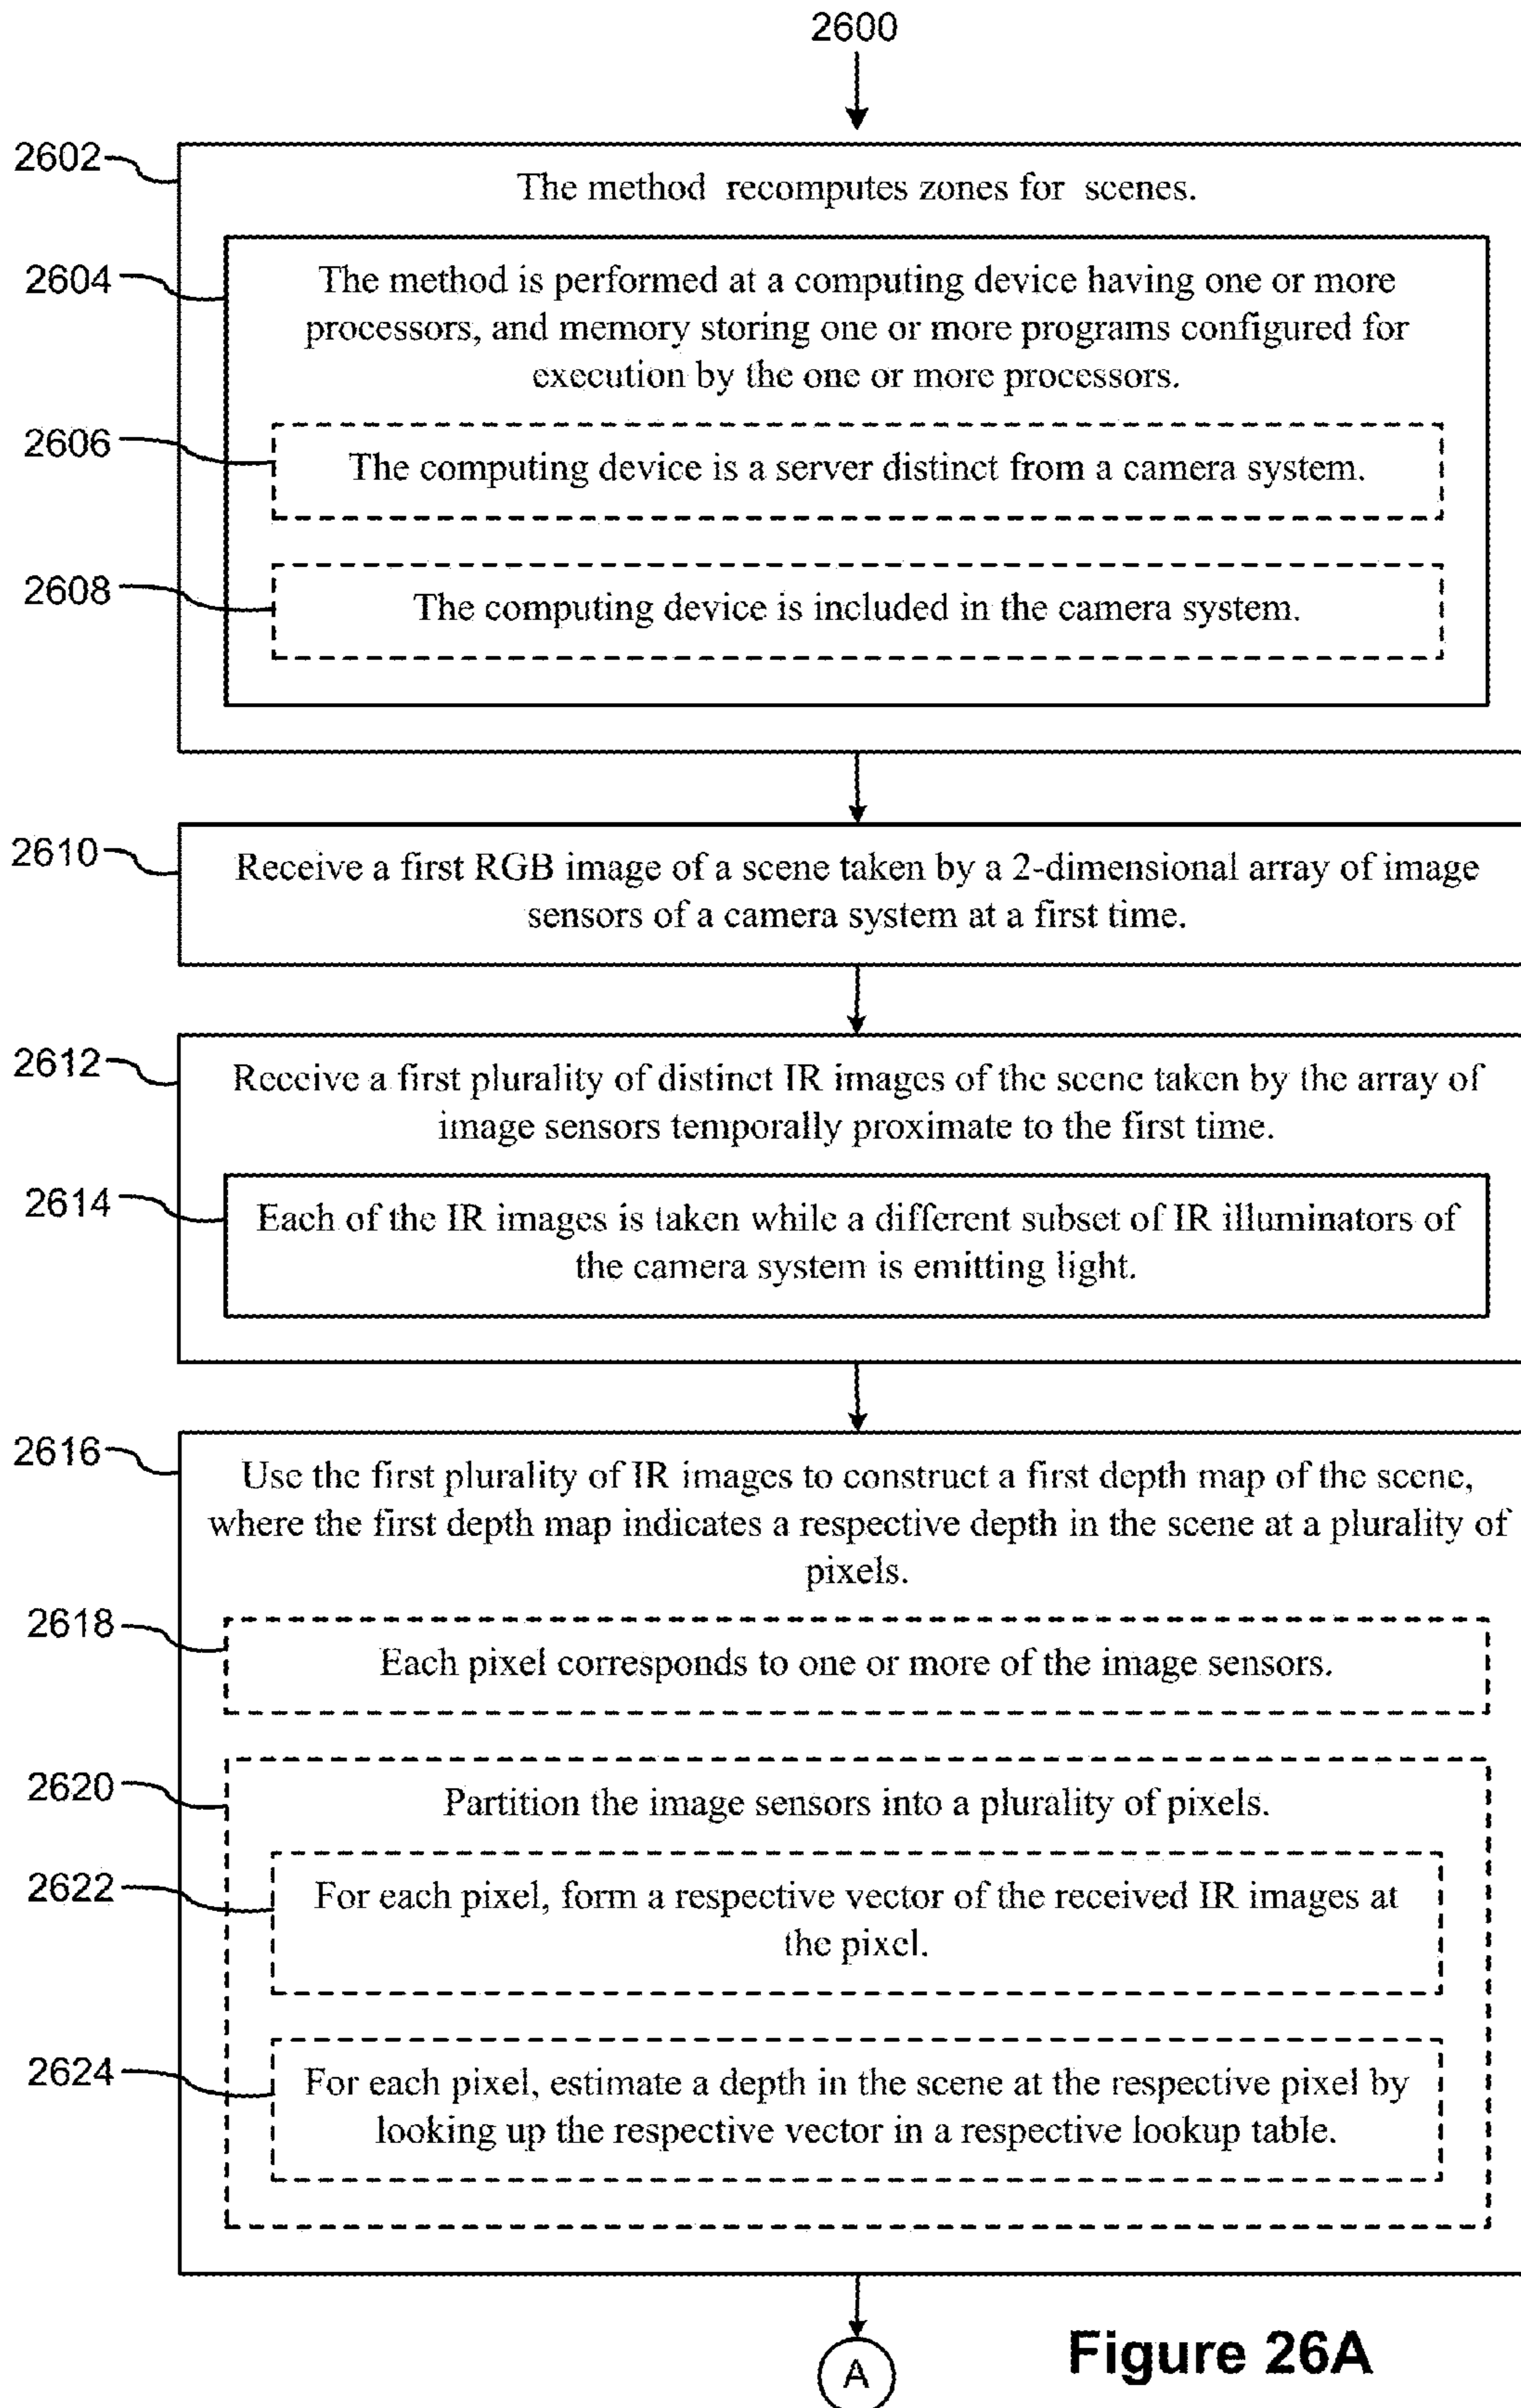 2600
2602
The method recomputes zones for scenes.
2604
The method is performed at a computing device having one or more
processors, and memory storing one or more programs configured for
execution by the one or more processors.
2606
The computing device is a server distinct from a camera system.
2608
The computing device is included in the camera system.
2610
Receive a first RGB image of a scene taken by a 2-dimensional array of image
sensors of a camera system at a first time.
2612
Receive a first plurality of distinct IR images of the scene taken by the array of
image sensors temporally proximate to the first time.
2614
Each of the IR images is taken while a different subset of IR illuminators of
the camera system is emitting light.
2616
Use the first plurality of IR images to construct a first depth map of the scene,
where the first depth map indicates a respective depth in the scene at a plurality of
pixels.
2618
Each pixel corresponds to one or more of the image sensors.
2620
Partition the image sensors into a plurality of pixels.
2622
For each pixel, form a respective vector of the received IR images at
the pixel.
2624
For each pixel, estimate a depth in the scene at the respective pixel by
looking up the respective vector in a respective lookup table.
A
Figure 26A